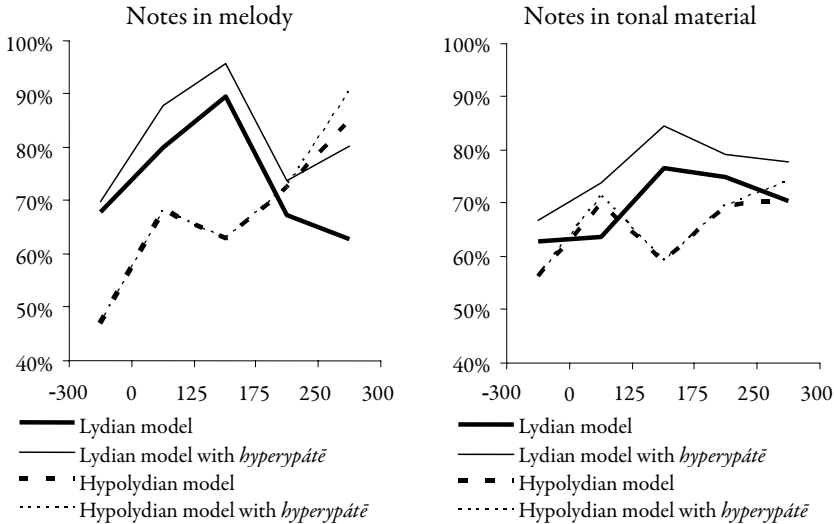 Notes in melody
100%
90%
80%
70%
60%
50%
40%
-300 0 125 175 250 300
Lydian model
Lydian model with hyperypátē
Hypolydian model
Hypolydian model with hyperypátē
Notes in tonal material
100%
90%
80%
70%
60%
50%
40%
-300 0 125 175 250 300
Lydian model
Lydian model with hyperypátē
Hypolydian model
Hypolydian model with hyperypátē